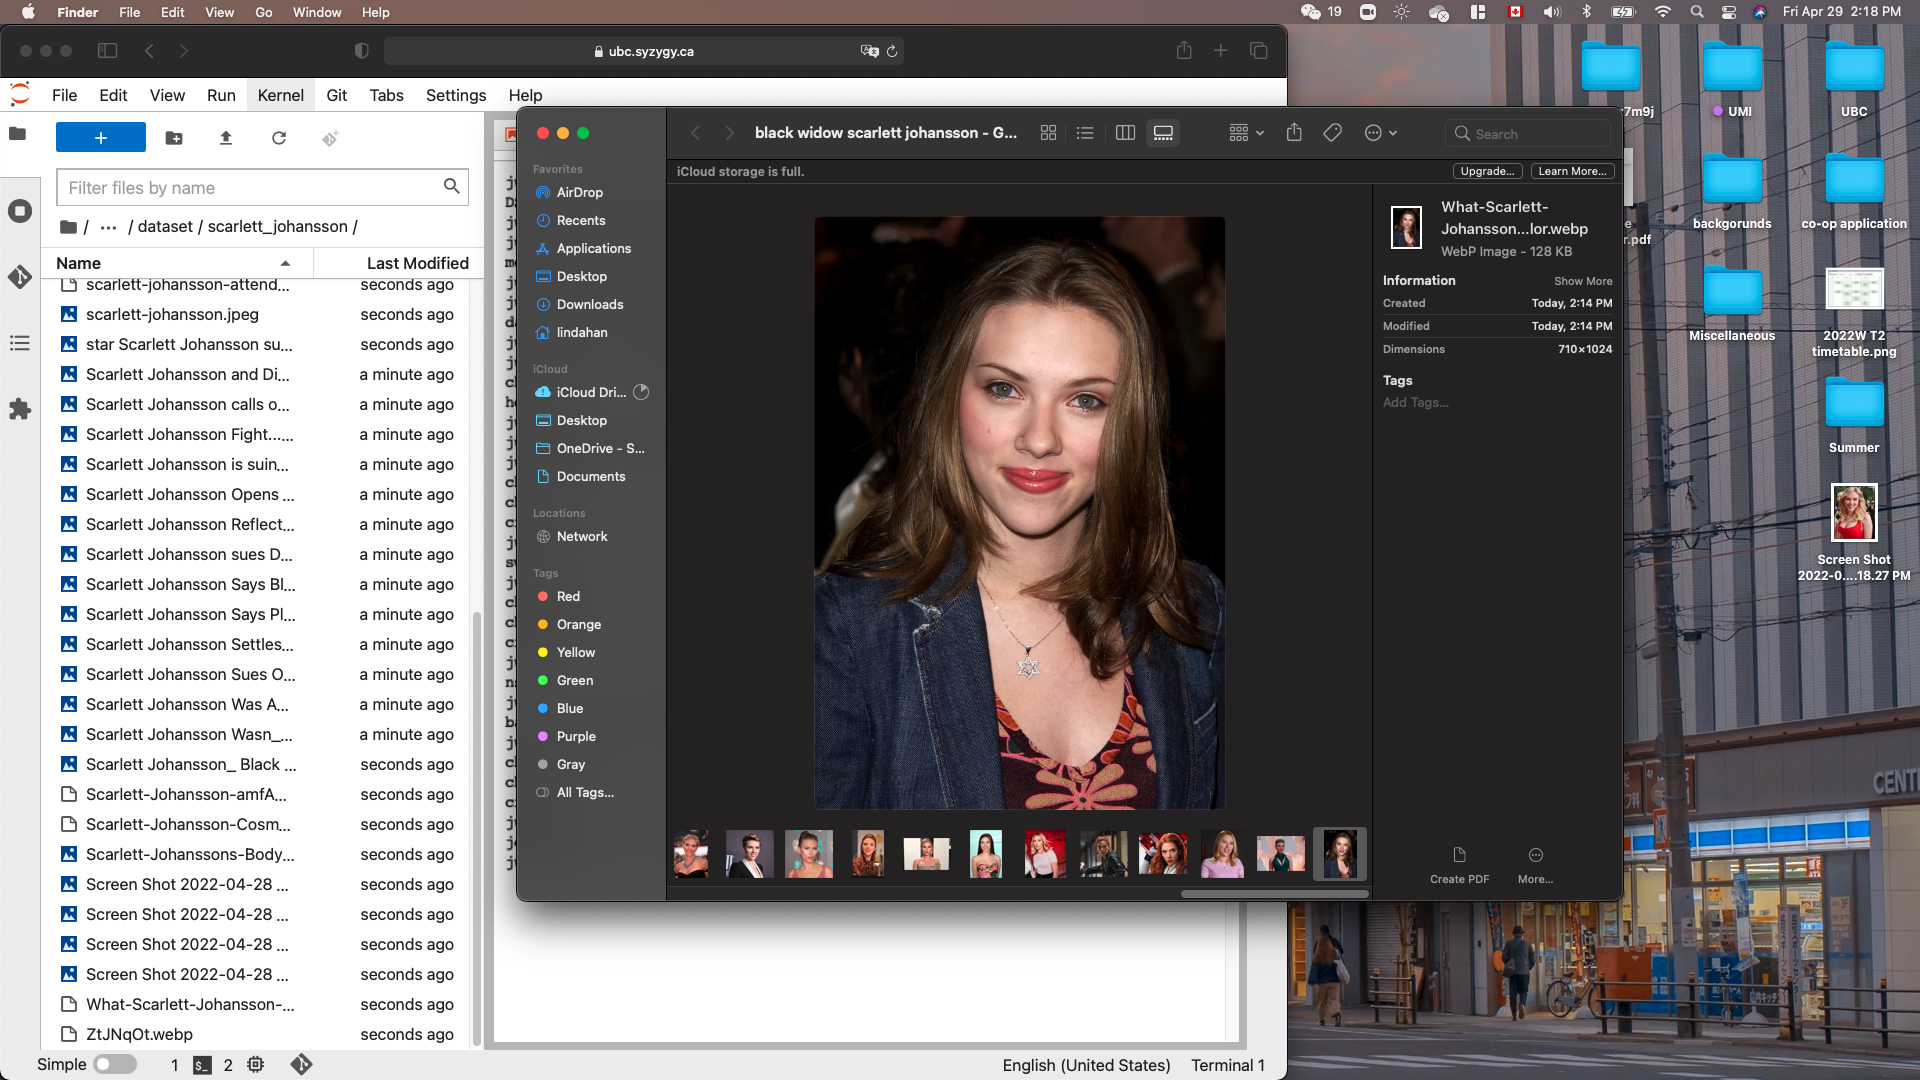 Finder File Edit View Go Window Help
19
Fri Apr 29 2:18 PM
ubc.syzygy.ca
File Edit View Run Kernel Git Tabs Settings Help
Filter files by name
/ ... / dataset / scarlett_johansson /
Name Last Modified
scarlett-johansson-attend... seconds ago
scarlett-johansson.jpeg seconds ago
star Scarlett Johansson su... seconds ago
Scarlett Johansson and Di... a minute ago
Scarlett Johansson calls o... a minute ago
Scarlett Johansson Fight...... a minute ago
Scarlett Johansson is suin... a minute ago
Scarlett Johansson Opens ... a minute ago
Scarlett Johansson Reflect... a minute ago
Scarlett Johansson sues D... a minute ago
Scarlett Johansson Says Bl... a minute ago
Scarlett Johansson Says Pl... a minute ago
Scarlett Johansson Settles... a minute ago
Scarlett Johansson Sues O... a minute ago
Scarlett Johansson Was A... a minute ago
Scarlett Johansson Wasn_... a minute ago
Scarlett Johansson_ Black ... seconds ago
Scarlett-Johansson-amfA... seconds ago
Scarlett-Johansson-Cosm... seconds ago
Scarlett-Johanssons-Body... seconds ago
Screen Shot 2022-04-28 ... seconds ago
Screen Shot 2022-04-28 ... seconds ago
Screen Shot 2022-04-28 ... seconds ago
Screen Shot 2022-04-28 ... seconds ago
What-Scarlett-Johansson-... seconds ago
ZtJNqOt.webp seconds ago
Simple 1 2
English (United States) Terminal 1
black widow scarlett johansson - G...
Search
iCloud storage is full.
Upgrade... Learn More...
Favorites
AirDrop
Recents
Applications
Desktop
Downloads
lindahan
iCloud
iCloud Dri...
Desktop
OneDrive - S...
Documents
Locations
Network
Tags
Red
Orange
Yellow
Green
Blue
Purple
Gray
All Tags...
What-Scarlett-
Johansson...lor.webp
WebP Image - 128 KB
Information Show More
Created Today, 2:14 PM
Modified Today, 2:14 PM
Dimensions 710×1024
Tags
Add Tags...
Create PDF More...
r7m9j
UMI
UBC
r.pdf
backgorunds
co-op application
Miscellaneous
2022W T2
timetable.png
Summer
Screen Shot
2022-0....18.27 PM
CENT